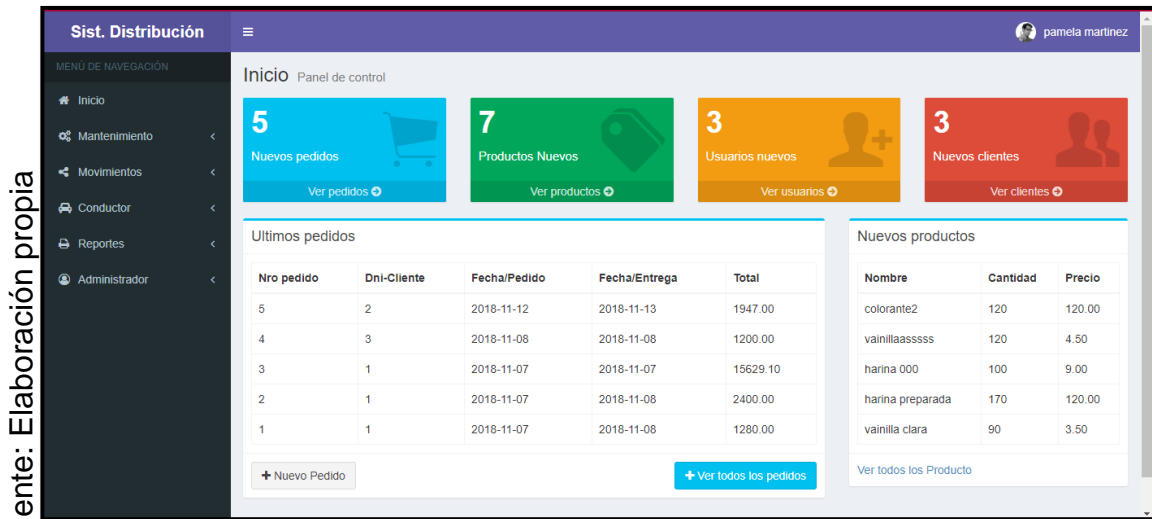 Sist. Distribución
pamela martinez
MENÚ DE NAVEGACIÓN
Inicio
Mantenimiento
Movimientos
Conductor
Reportes
Administrador
Inicio Panel de control
5
Nuevos pedidos
Ver pedidos
7
Productos Nuevos
Ver productos
3
Usuarios nuevos
Ver usuarios
3
Nuevos clientes
Ver clientes
Ultimos pedidos
Nro pedido Dni-Cliente Fecha/Pedido Fecha/Entrega Total
5 2 2018-11-12 2018-11-13 1947.00
4 3 2018-11-08 2018-11-08 1200.00
3 1 2018-11-07 2018-11-07 15629.10
2 1 2018-11-07 2018-11-08 2400.00
1 1 2018-11-07 2018-11-08 1280.00
+ Nuevo Pedido
+ Ver todos los pedidos
Nuevos productos
Nombre Cantidad Precio
colorante2 120 120.00
vainillaasssss 120 4.50
harina 000 100 9.00
harina preparada 170 120.00
vainilla clara 90 3.50
Ver todos los Producto
ente: Elaboración propia